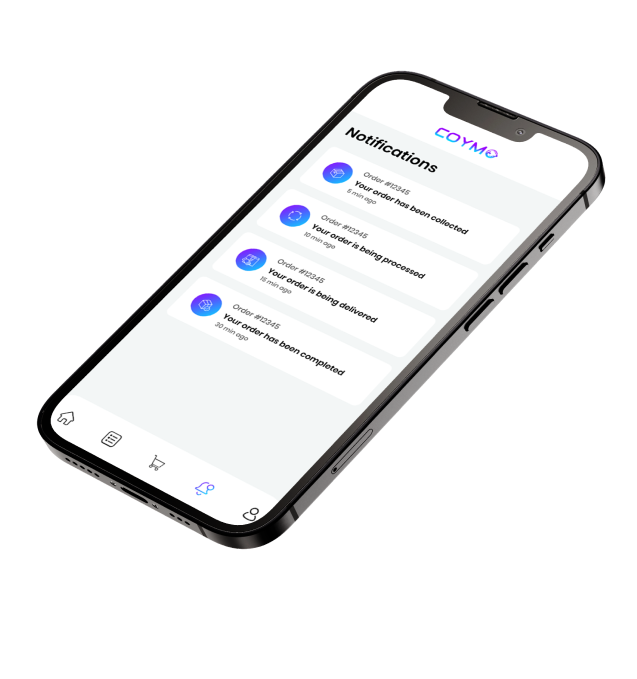 COYMO
Notifications
Order #12345
Your order has been collected
5 min ago
Order #12345
Your order is being processed
10 min ago
Order #12345
Your order is being delivered
15 min ago
Order #12345
Your order has been completed
30 min ago